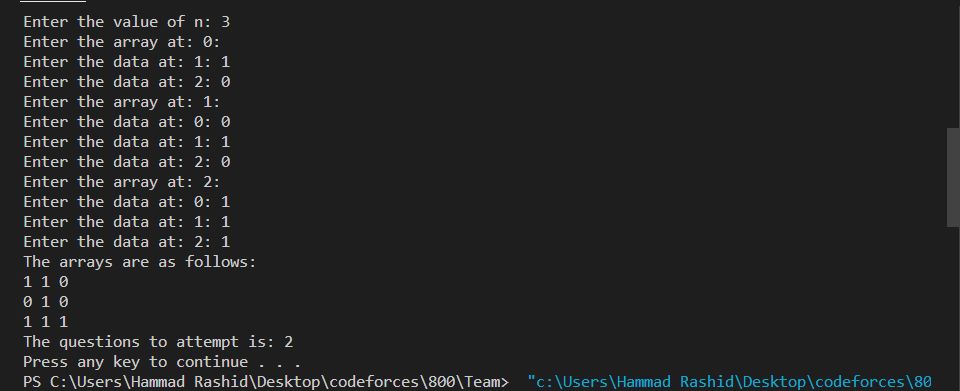 Enter the value of n: 3
Enter the array at: 0:
Enter the data at: 1: 1
Enter the data at: 2: 0
Enter the array at: 1:
Enter the data at: 0: 0
Enter the data at: 1: 1
Enter the data at: 2: 0
Enter the array at: 2:
Enter the data at: 0: 1
Enter the data at: 1: 1
Enter the data at: 2: 1
The arrays are as follows:
1 1 0
0 1 0
1 1 1
The questions to attempt is: 2
Press any key to continue . . .
PS C:\Users\Hammad Rashid\Desktop\codeforces\800\Team>  "c:\Users\Hammad Rashid\Desktop\codeforces\80